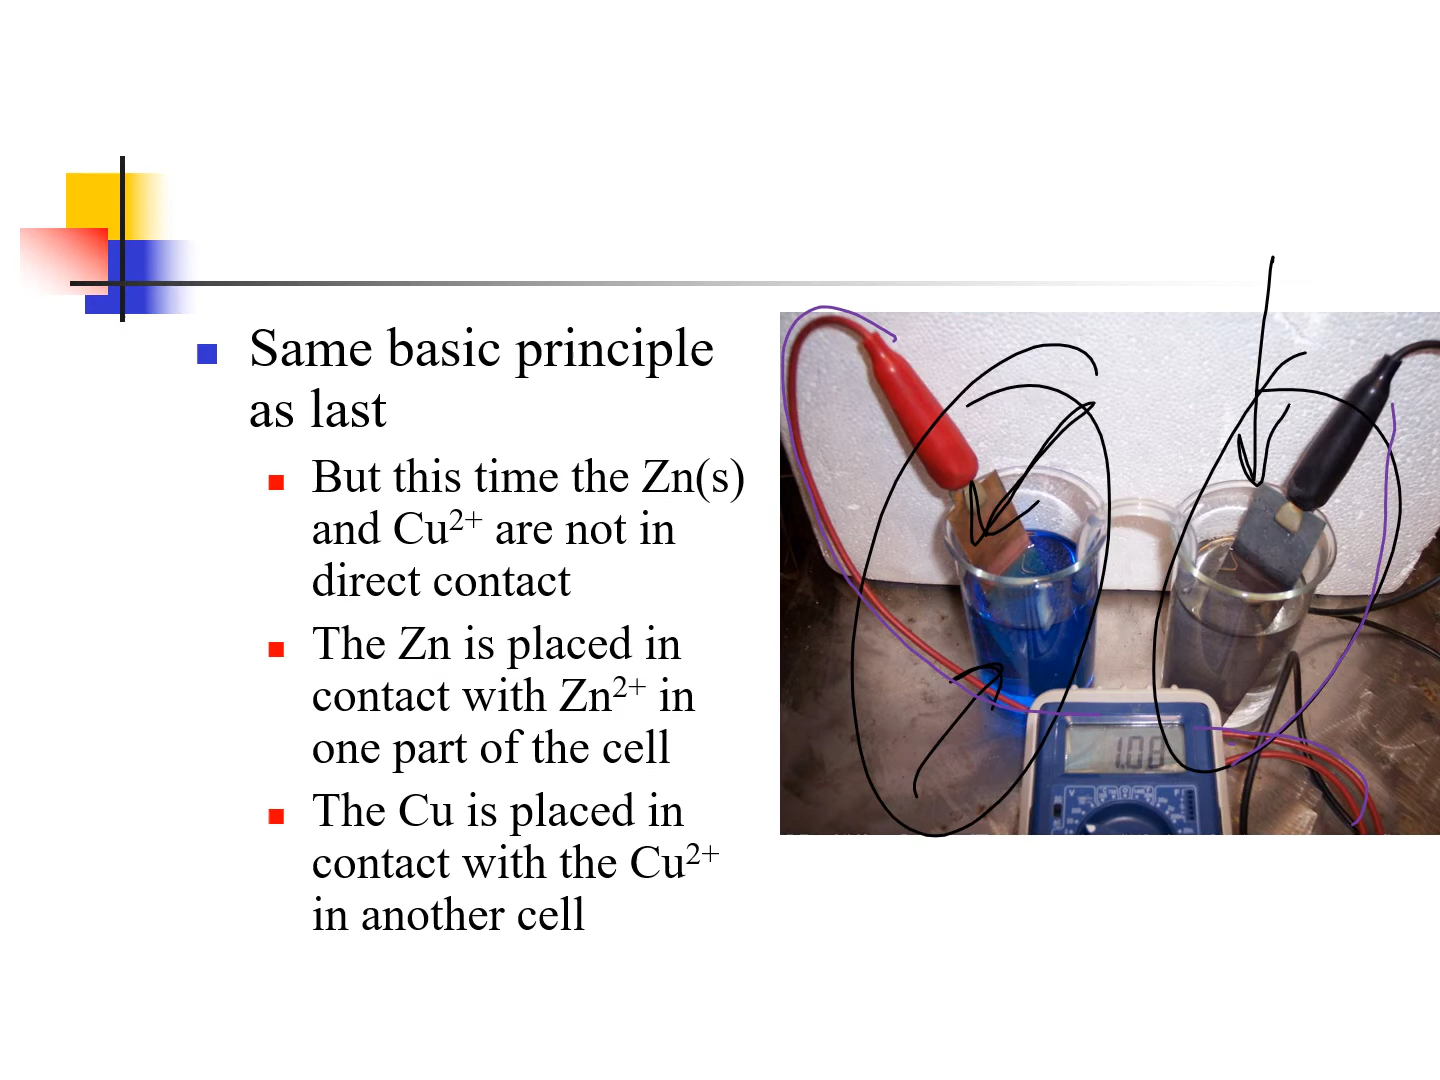 Same basic principle
as last
But this time the Zn(s)
and Cu²⁺ are not in
direct contact
The Zn is placed in
contact with Zn²⁺ in
one part of the cell
The Cu is placed in
contact with the Cu²⁺
in another cell
1.08